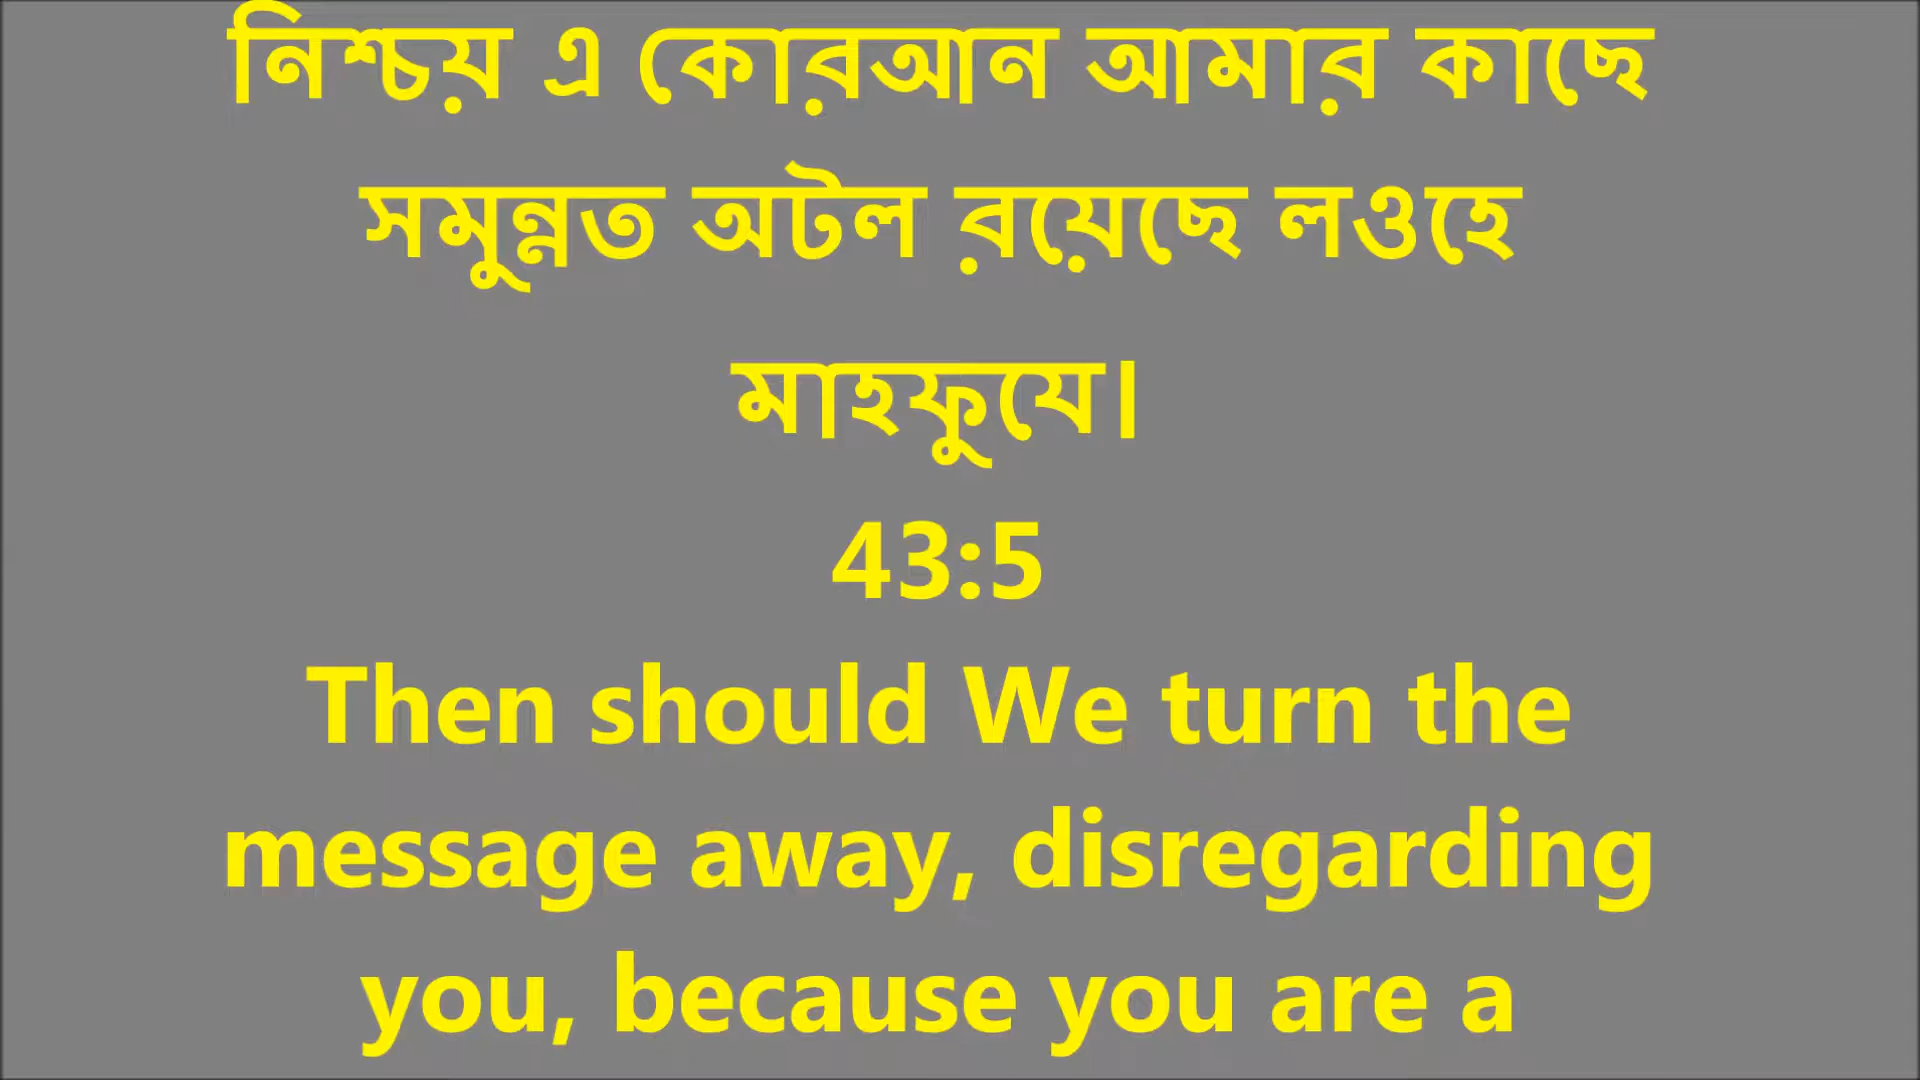 নিশ্চয় এ কোরআন আমার কাছে
সমুন্নত অটল রয়েছে লওহে
মাহফুযে।
43:5
Then should We turn the
message away, disregarding
you, because you are a